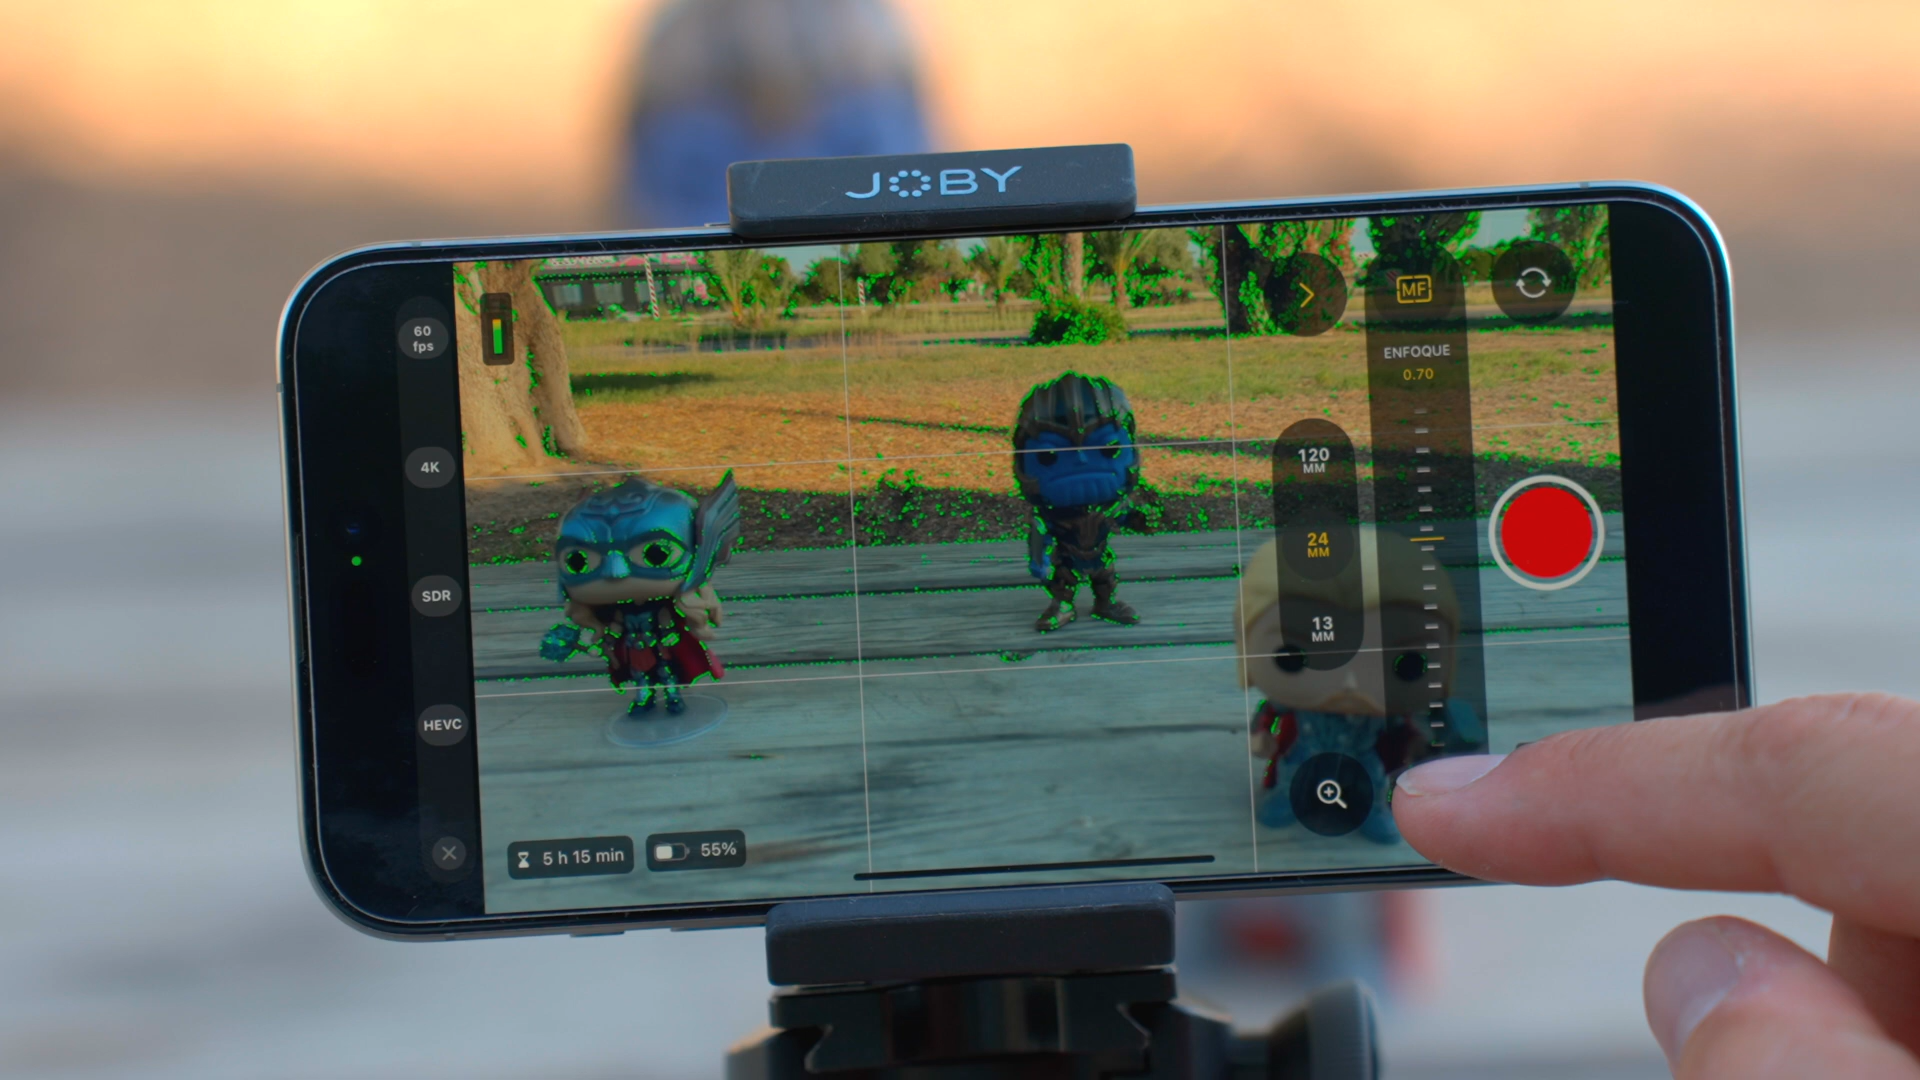 JOBY
60
fps
4K
SDR
HEVC
5 h 15 min
55%
MF
ENFOQUE
0.70
120
MM
24
MM
13
MM